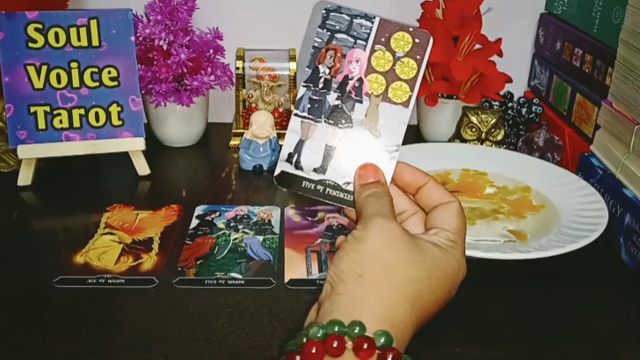 Soul
Voice
Tarot
FIVE OF PENTACLES
ACE OF WANDS
FIVE OF WANDS